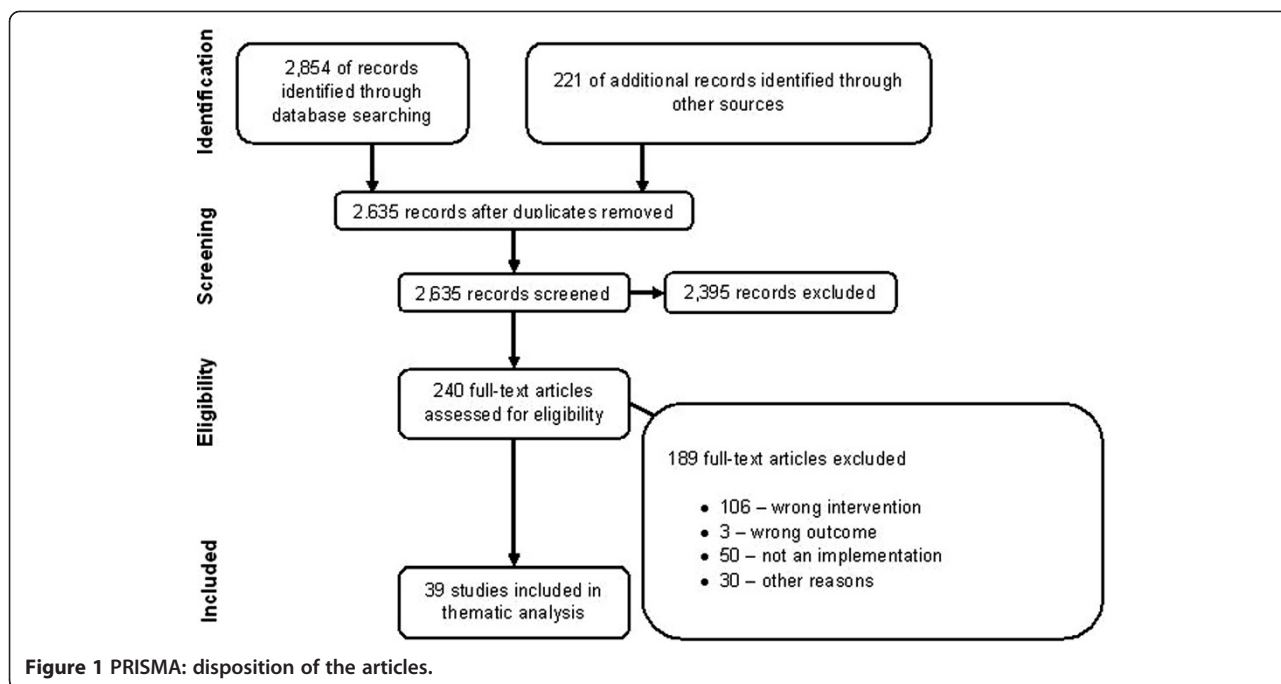 Identification
2,854 of records
identified through
database searching
221 of additional records identified through
other sources
Screening
2,635 records after duplicates removed
2,635 records screened
2,395 records excluded
Eligibility
240 full-text articles
assessed for eligibility
189 full-text articles excluded
• 106 – wrong intervention
• 3 – wrong outcome
• 50 – not an implementation
• 30 – other reasons
Included
39 studies included in
thematic analysis
Figure 1 PRISMA: disposition of the articles.